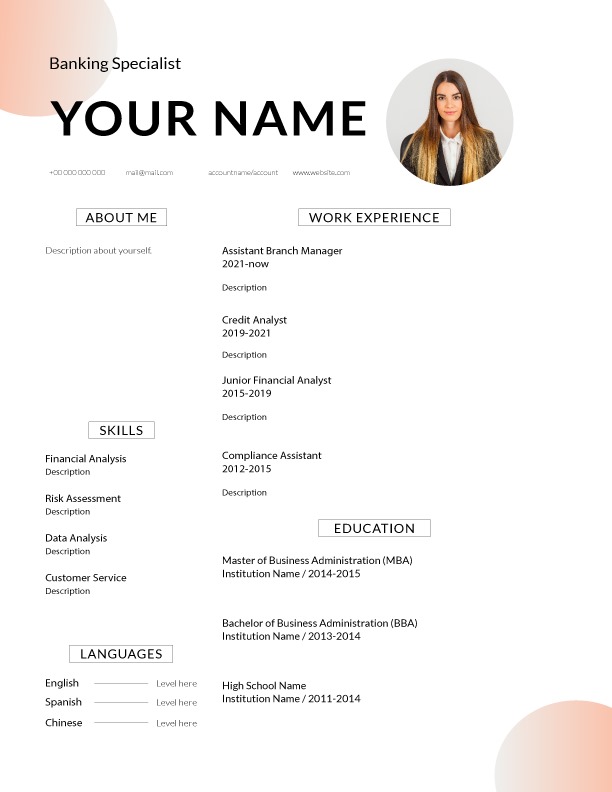 Banking Specialist
YOUR NAME
+00 000 000 000 mail@mail.com accountname/account www.website.com
ABOUT ME
Description about yourself.
SKILLS
Financial Analysis
Description
Risk Assessment
Description
Data Analysis
Description
Customer Service
Description
LANGUAGES
English Level here
Spanish Level here
Chinese Level here
WORK EXPERIENCE
Assistant Branch Manager
2021-now
Description
Credit Analyst
2019-2021
Description
Junior Financial Analyst
2015-2019
Description
Compliance Assistant
2012-2015
Description
EDUCATION
Master of Business Administration (MBA)
Institution Name / 2014-2015
Bachelor of Business Administration (BBA)
Institution Name / 2013-2014
High School Name
Institution Name / 2011-2014